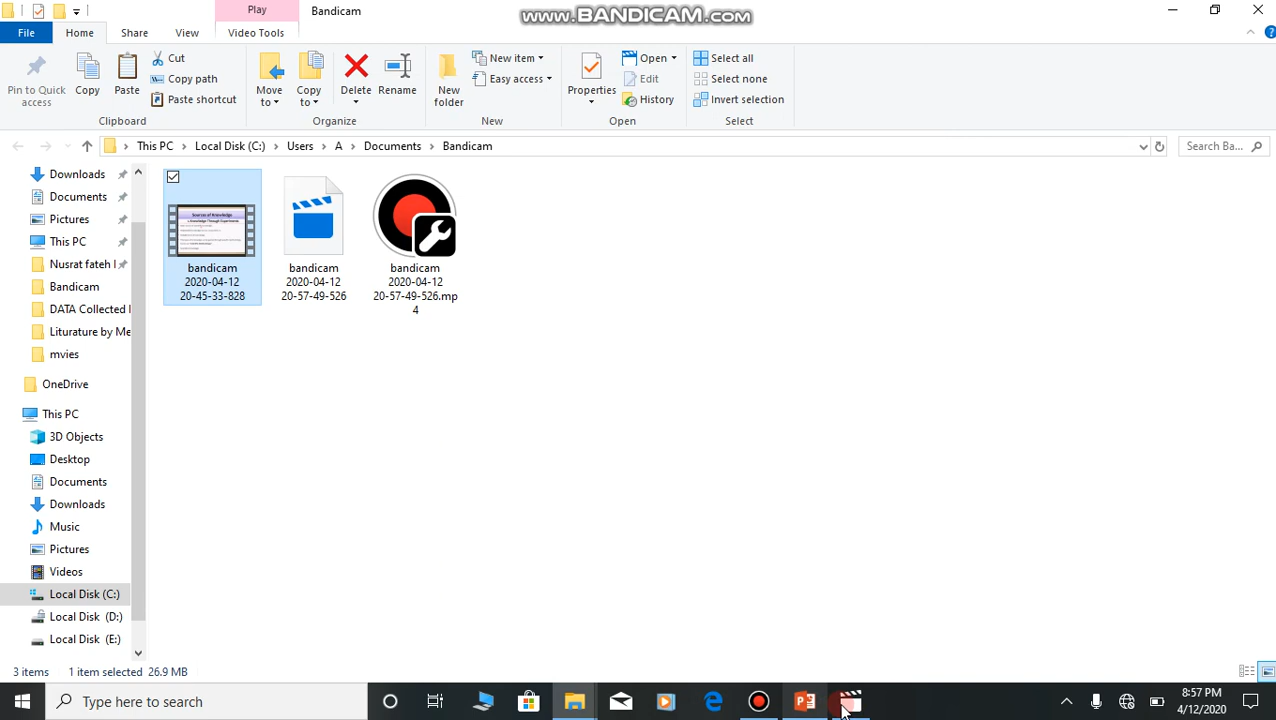 Play
Bandicam
www.BANDICAM.com
File
Home
Share
View
Video Tools
Pin to Quick access
Copy
Paste
Cut
Copy path
Paste shortcut
Clipboard
Move to
Copy to
Delete
Rename
Organize
New folder
New item
Easy access
New
Properties
Open
Edit
History
Open
Select all
Select none
Invert selection
Select
This PC > Local Disk (C:) > Users > A > Documents > Bandicam
Search Ba...
Downloads
Documents
Pictures
This PC
Nusrat fateh
Bandicam
DATA Collected
Liturature by Me
mvies
OneDrive
This PC
3D Objects
Desktop
Documents
Downloads
Music
Pictures
Videos
Local Disk (C:)
Local Disk (D:)
Local Disk (E:)
Sources of Knowledge
bandicam
2020-04-12
20-45-33-828
bandicam
2020-04-12
20-57-49-526
bandicam
2020-04-12
20-57-49-526.mp
4
3 items
1 item selected 26.9 MB
Type here to search
8:57 PM
4/12/2020